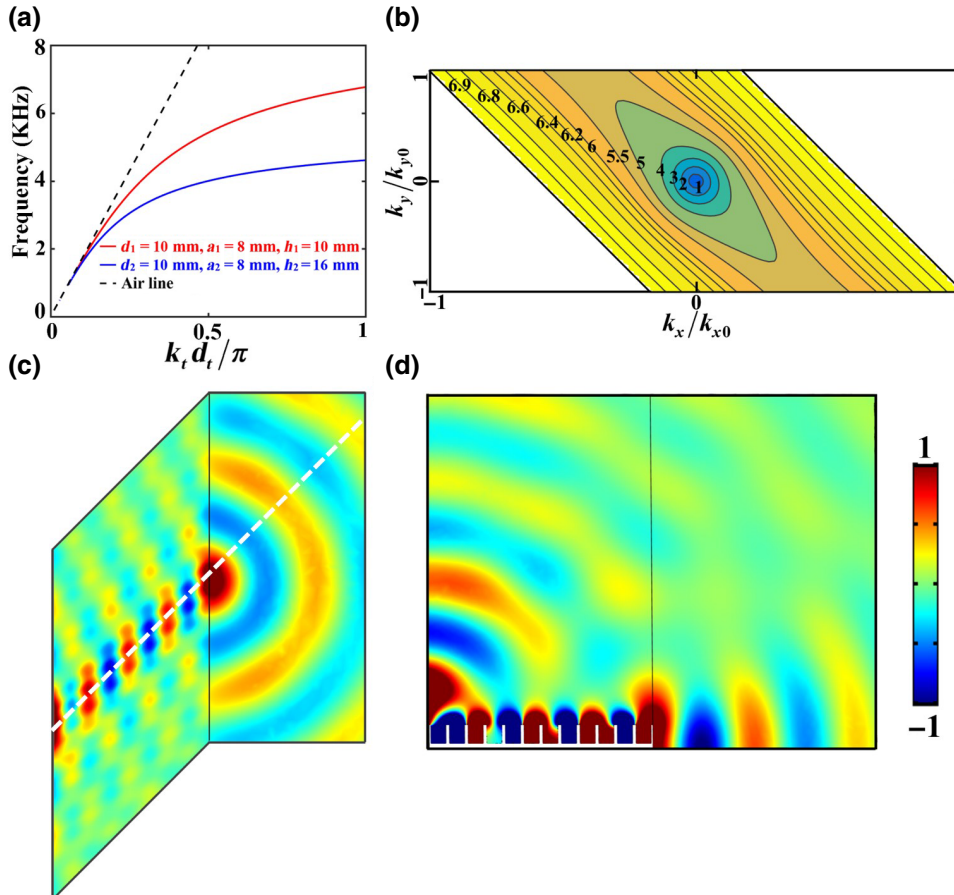 (a)
8
6
4
2
0
Frequency (KHz)
d₁ = 10 mm, a₁ = 8 mm, h₁ = 10 mm
d₂ = 10 mm, a₂ = 8 mm, h₂ = 16 mm
Air line
0
0.5
1
k_t d_t / π
(b)
1
0
-1
k_y / k_y0
6.9
6.8
6.6
6.4
6.2
6
5.5
5
4
3
2
1
-1
0
k_x / k_x0
(c)
(d)
1
-1